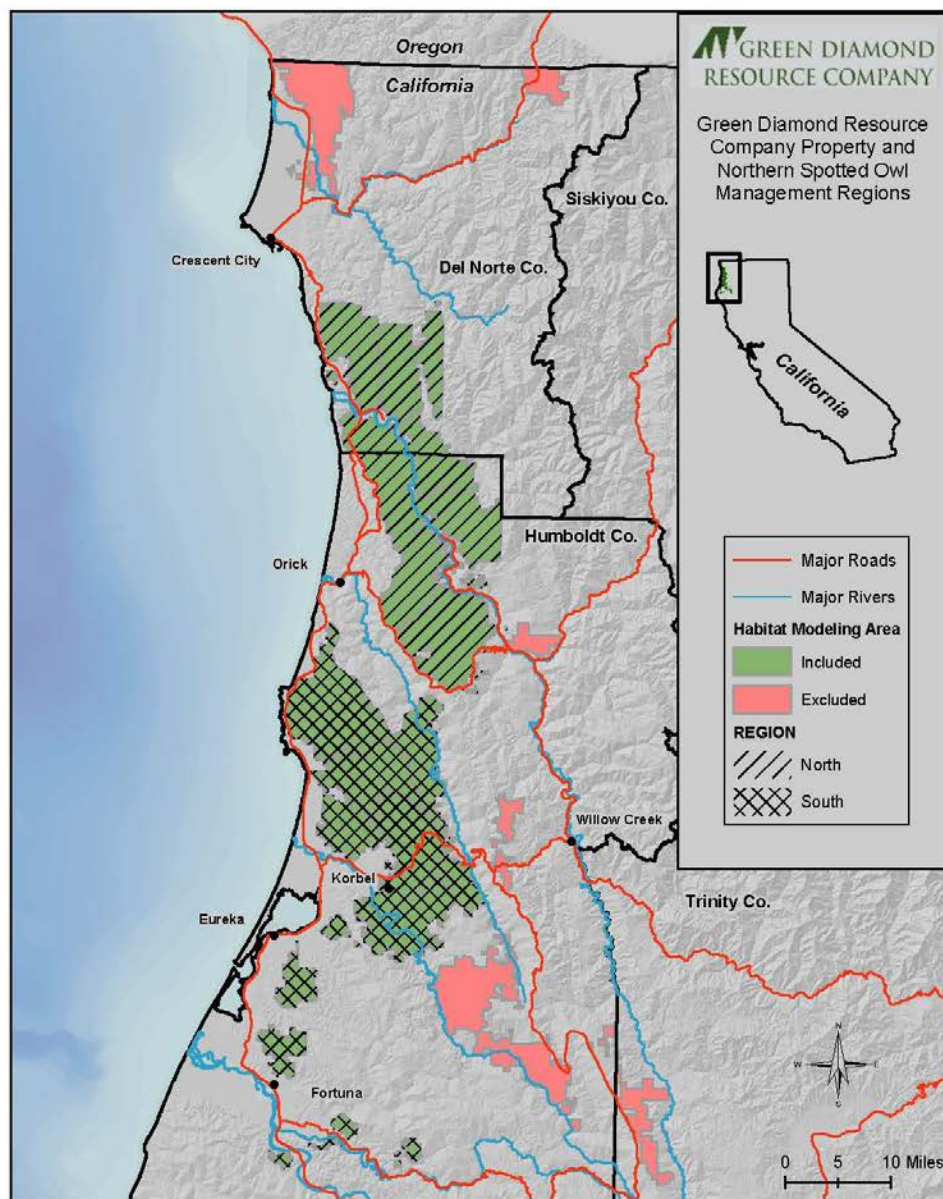 Oregon
California
Siskiyou Co.
Del Norte Co.
Crescent City
Humboldt Co.
Orick
Willow Creek
Korbel
Trinity Co.
Eureka
Fortuna
N
W
E
S
0 5 10 Miles
GREEN DIAMOND
RESOURCE COMPANY
Green Diamond Resource
Company Property and
Northern Spotted Owl
Management Regions
California
Major Roads
Major Rivers
Habitat Modeling Area
Included
Excluded
REGION
North
South